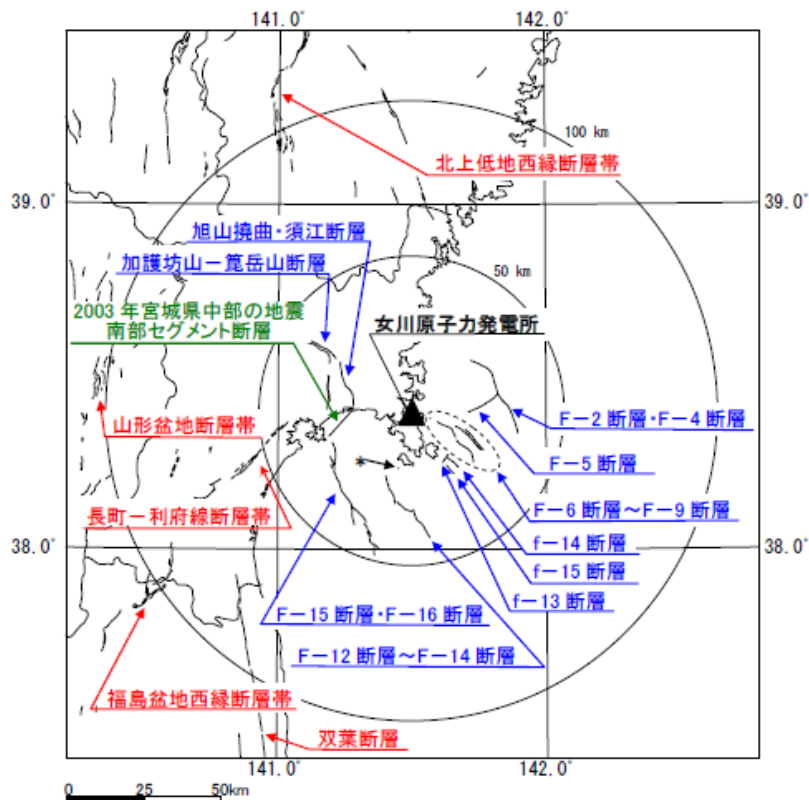 141.0°
142.0°
100 km
北上低地西縁断層帯
39.0°
39.0°
旭山撓曲・須江断層
加護坊山－箟岳山断層
50 km
2003 年宮城県中部の地震
南部セグメント断層
女川原子力発電所
山形盆地断層帯
F－2 断層・F－4 断層
F－5 断層
長町－利府線断層帯
F－6 断層～F－9 断層
38.0°
38.0°
f－14 断層
f－15 断層
f－13 断層
F－15 断層・F－16 断層
F－12 断層～F－14 断層
福島盆地西縁断層帯
双葉断層
141.0°
142.0°
0 25 50km